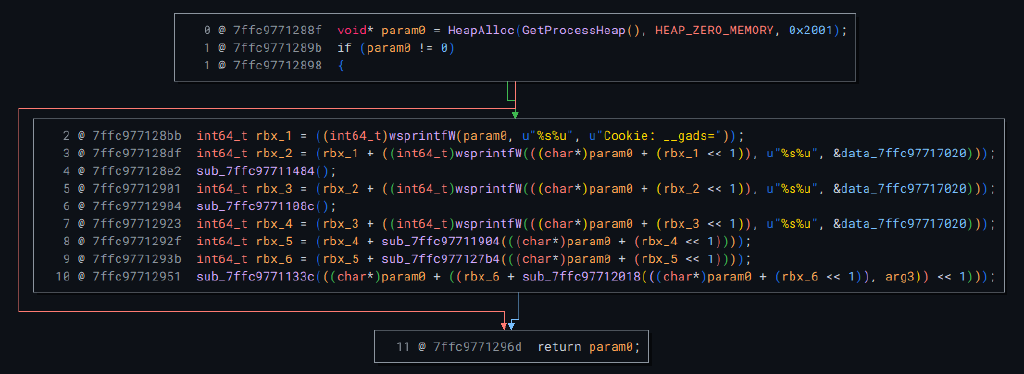 0 @ 7ffc9771288f void* param0 = HeapAlloc(GetProcessHeap(), HEAP_ZERO_MEMORY, 0x2001);
1 @ 7ffc9771289b if (param0 != 0)
1 @ 7ffc97712898 {
2 @ 7ffc977128bb int64_t rbx_1 = ((int64_t)wsprintfW(param0, u"%s%u", u"Cookie: __gads="));
3 @ 7ffc977128df int64_t rbx_2 = (rbx_1 + ((int64_t)wsprintfW(((char*)param0 + (rbx_1 << 1)), u"%s%u", &data_7ffc97717020)));
4 @ 7ffc977128e2 sub_7ffc97711484();
5 @ 7ffc97712901 int64_t rbx_3 = (rbx_2 + ((int64_t)wsprintfW(((char*)param0 + (rbx_2 << 1)), u"%s%u", &data_7ffc97717020)));
6 @ 7ffc97712904 sub_7ffc9771108c();
7 @ 7ffc97712923 int64_t rbx_4 = (rbx_3 + ((int64_t)wsprintfW(((char*)param0 + (rbx_3 << 1)), u"%s%u", &data_7ffc97717020)));
8 @ 7ffc9771292f int64_t rbx_5 = (rbx_4 + sub_7ffc97711904(((char*)param0 + (rbx_4 << 1))));
9 @ 7ffc9771293b int64_t rbx_6 = (rbx_5 + sub_7ffc977127b4(((char*)param0 + (rbx_5 << 1))));
10 @ 7ffc97712951 sub_7ffc9771133c(((char*)param0 + ((rbx_6 + sub_7ffc97712018(((char*)param0 + (rbx_6 << 1)), arg3)) << 1)));
11 @ 7ffc9771296d return param0;